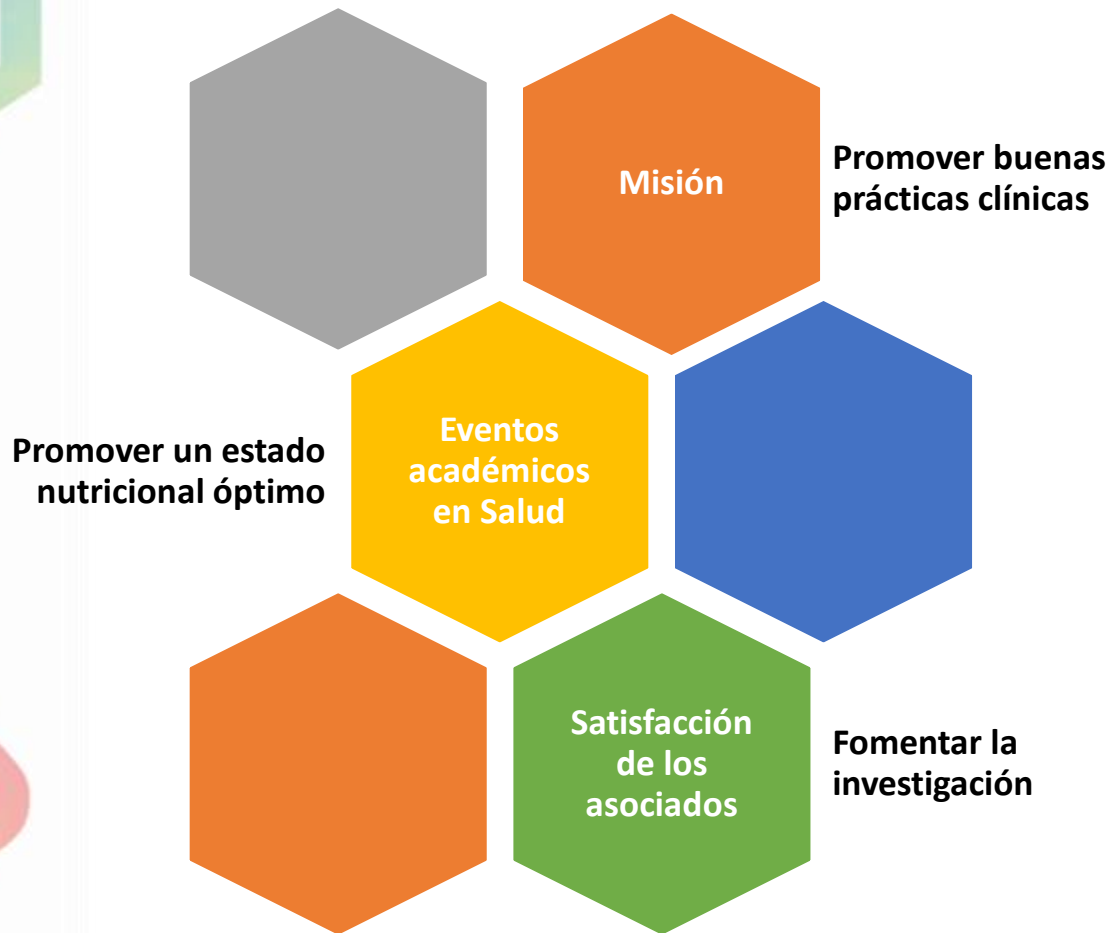 Misión
Promover buenas
prácticas clínicas
Promover un estado
nutricional óptimo
Eventos
académicos
en Salud
Satisfacción
de los
asociados
Fomentar la
investigación